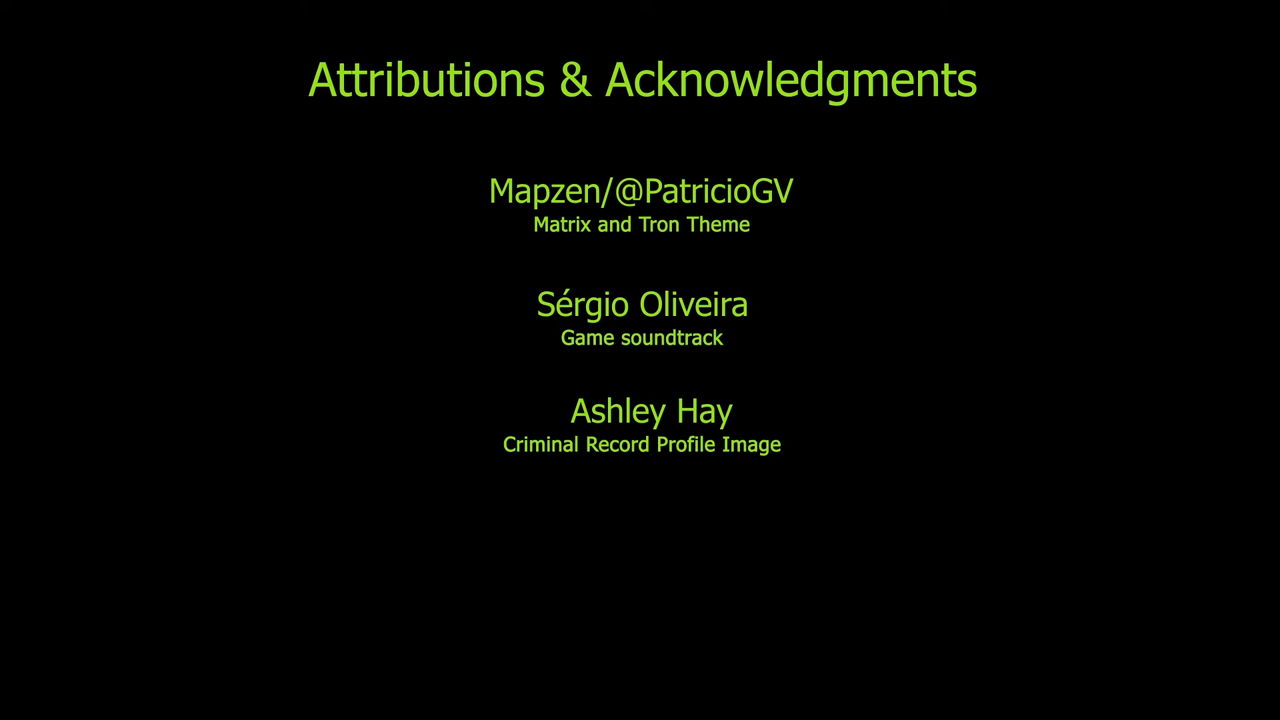 Attributions & Acknowledgments
Mapzen/@PatricioGV
Matrix and Tron Theme
Sérgio Oliveira
Game soundtrack
Ashley Hay
Criminal Record Profile Image